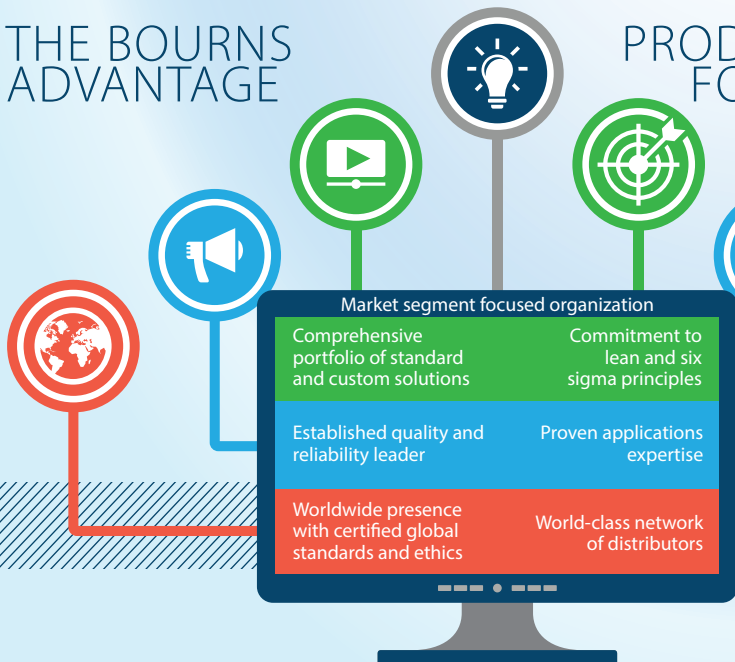 THE BOURNS
ADVANTAGE
PROD
FO
Market segment focused organization
Comprehensive
portfolio of standard
and custom solutions
Commitment to
lean and six
sigma principles
Established quality and
reliability leader
Proven applications
expertise
Worldwide presence
with certified global
standards and ethics
World-class network
of distributors